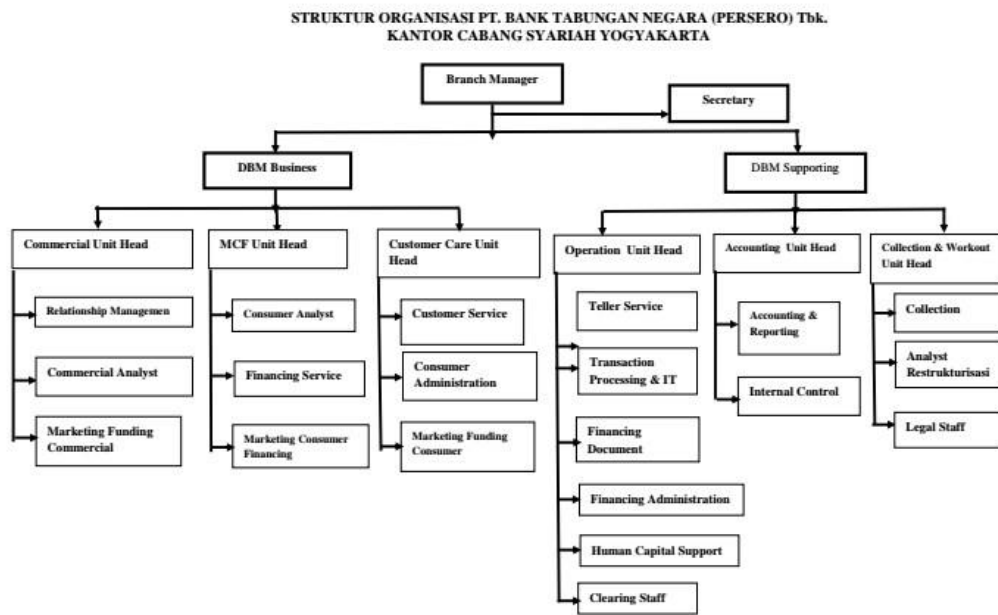 STRUKTUR ORGANISASI PT. BANK TABUNGAN NEGARA (PERSERO) Tbk.
KANTOR CABANG SYARIAH YOGYAKARTA
Branch Manager
Secretary
DBM Business
DBM Supporting
Commercial Unit Head
MCF Unit Head
Customer Care Unit
Head
Operation Unit Head
Accounting Unit Head
Collection & Workout
Unit Head
Relationship Managemen
Commercial Analyst
Marketing Funding
Commercial
Consumer Analyst
Financing Service
Marketing Consumer
Financing
Customer Service
Consumer
Administration
Marketing Funding
Consumer
Teller Service
Transaction
Processing & IT
Financing
Document
Financing Administration
Human Capital Support
Clearing Staff
Accounting &
Reporting
Internal Control
Collection
Analyst
Restrukturisasi
Legal Staff